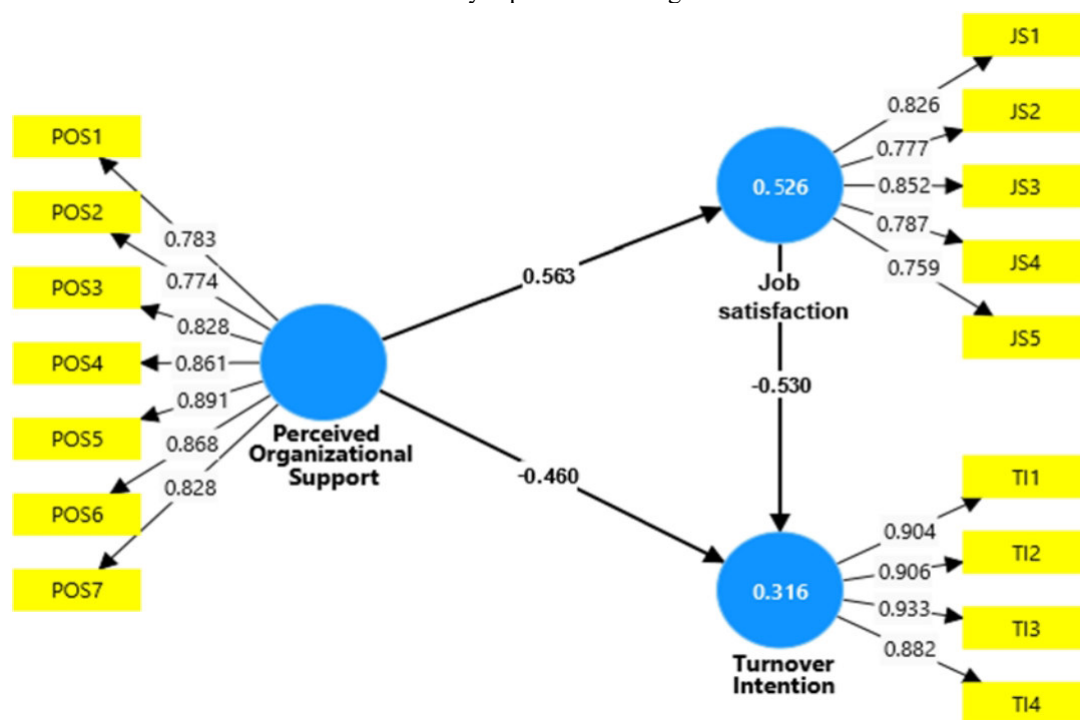 JS1
0.826
JS2
POS1
0.777
0.526
0.852
JS3
POS2
0.783
0.787
JS4
0.774
0.563
0.759
Job
satisfaction
POS3
0.828
JS5
POS4
0.861
-0.530
0.891
POS5
0.868
Perceived
Organizational
Support
0.828
-0.460
TI1
POS6
0.904
TI2
0.906
POS7
0.316
0.933
TI3
0.882
Turnover
Intention
TI4